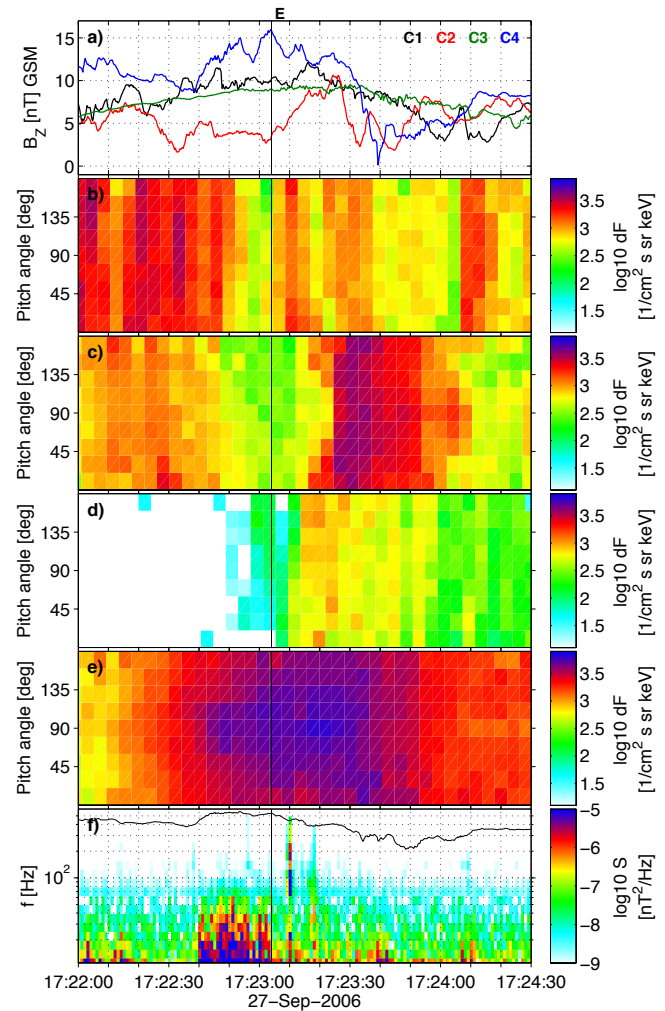 E
a)
C1 C2 C3 C4
B_Z [nT] GSM
15
10
5
0
b)
Pitch angle [deg]
135
90
45
3.5
3
2.5
2
1.5
log10 dF
[1/cm² s sr keV]
c)
Pitch angle [deg]
135
90
45
3.5
3
2.5
2
1.5
log10 dF
[1/cm² s sr keV]
d)
Pitch angle [deg]
135
90
45
3.5
3
2.5
2
1.5
log10 dF
[1/cm² s sr keV]
e)
Pitch angle [deg]
135
90
45
3.5
3
2.5
2
1.5
log10 dF
[1/cm² s sr keV]
f)
f [Hz]
10²
−5
−6
−7
−8
−9
log10 S
[nT²/Hz]
17:22:00 17:22:30 17:23:00 17:23:30 17:24:00 17:24:30
27−Sep−2006